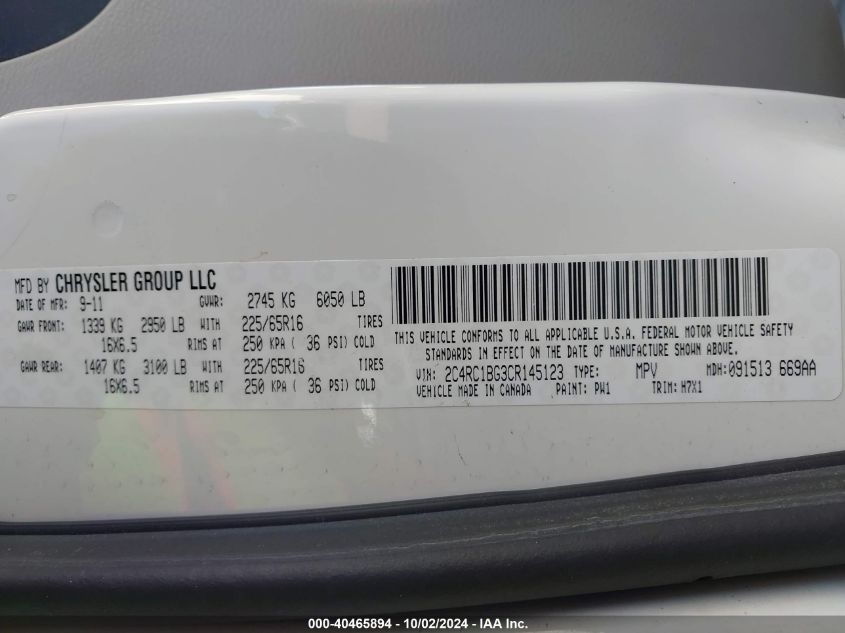 MFD BY CHRYSLER GROUP LLC
DATE OF MFR: 9-11 GVWR: 2745 KG 6050 LB
GAWR FRONT: 1339 KG 2950 LB WITH 225/65R16 TIRES
16X6.5 RIMS AT 250 KPA ( 36 PSI) COLD
GAWR REAR: 1407 KG 3100 LB WITH 225/65R16 TIRES
16X6.5 RIMS AT 250 KPA ( 36 PSI) COLD
THIS VEHICLE CONFORMS TO ALL APPLICABLE U.S.A. FEDERAL MOTOR VEHICLE SAFETY
STANDARDS IN EFFECT ON THE DATE OF MANUFACTURE SHOWN ABOVE.
VIN: 2C4RC1BG3CR145123 TYPE: MPV MDH: 091513 669AA
VEHICLE MADE IN CANADA PAINT: PW1 TRIM: H7X1
000-40465894 - 10/02/2024 - IAA Inc.